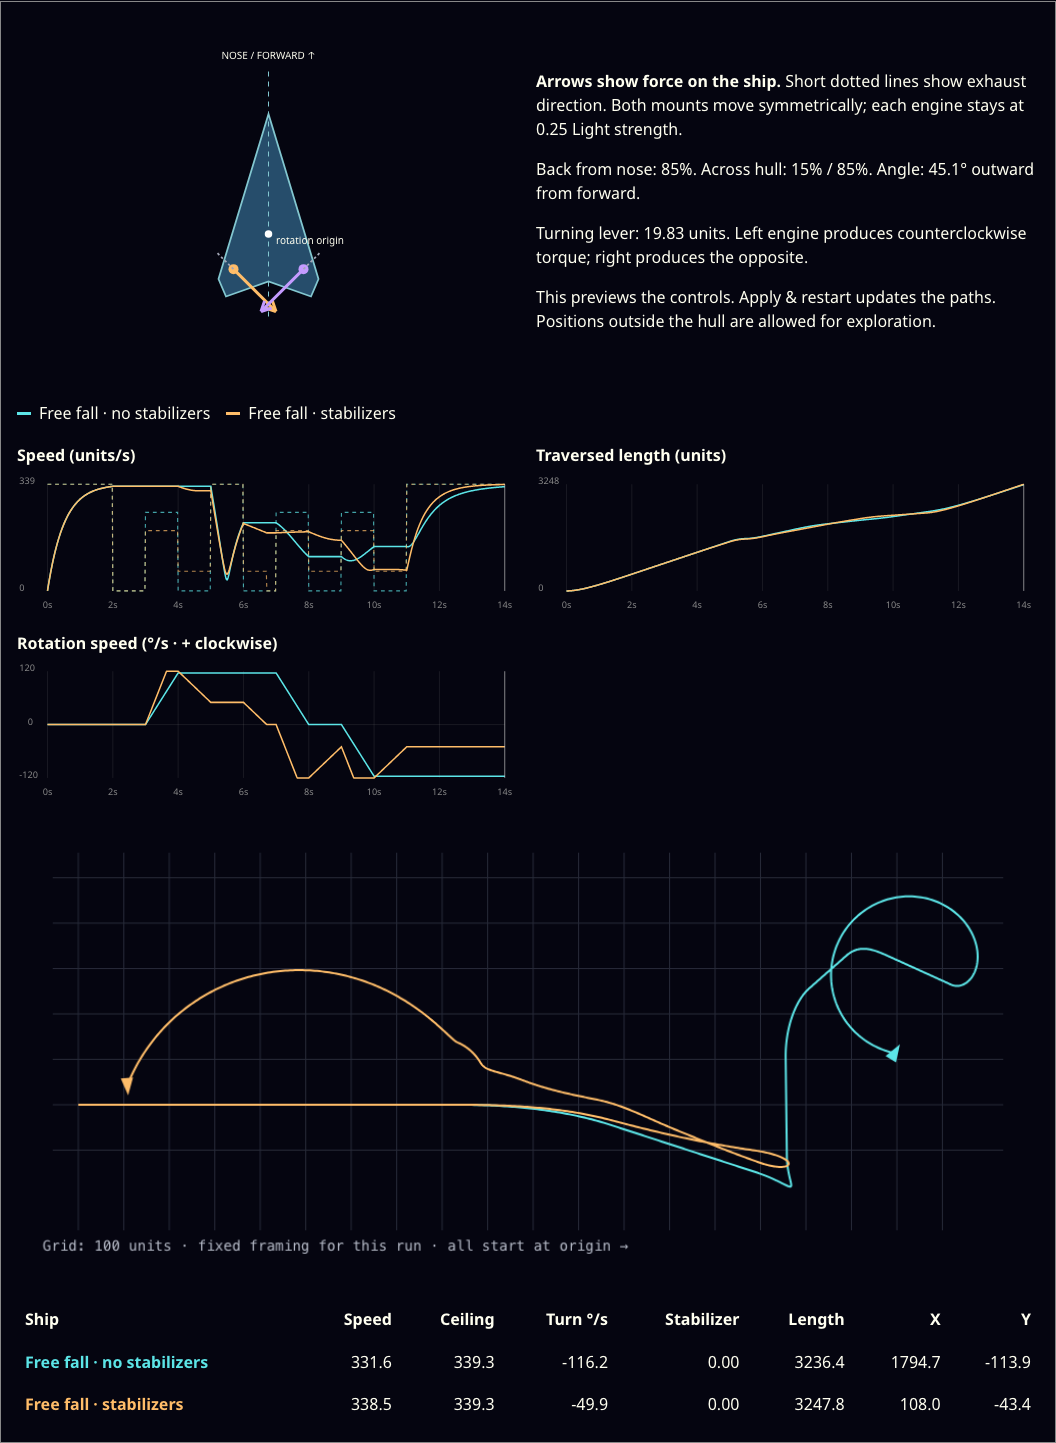 NOSE / FORWARD ↑
rotation origin
Arrows show force on the ship. Short dotted lines show exhaust
direction. Both mounts move symmetrically; each engine stays at
0.25 Light strength.
Back from nose: 85%. Across hull: 15% / 85%. Angle: 45.1° outward
from forward.
Turning lever: 19.83 units. Left engine produces counterclockwise
torque; right produces the opposite.
This previews the controls. Apply & restart updates the paths.
Positions outside the hull are allowed for exploration.
Free fall · no stabilizers Free fall · stabilizers
Speed (units/s)
339
0
0s 2s 4s 6s 8s 10s 12s 14s
Traversed length (units)
3248
0
0s 2s 4s 6s 8s 10s 12s 14s
Rotation speed (°/s · + clockwise)
120
0
-120
0s 2s 4s 6s 8s 10s 12s 14s
Grid: 100 units · fixed framing for this run · all start at origin →
Ship Speed Ceiling Turn °/s Stabilizer Length X Y
Free fall · no stabilizers 331.6 339.3 -116.2 0.00 3236.4 1794.7 -113.9
Free fall · stabilizers 338.5 339.3 -49.9 0.00 3247.8 108.0 -43.4